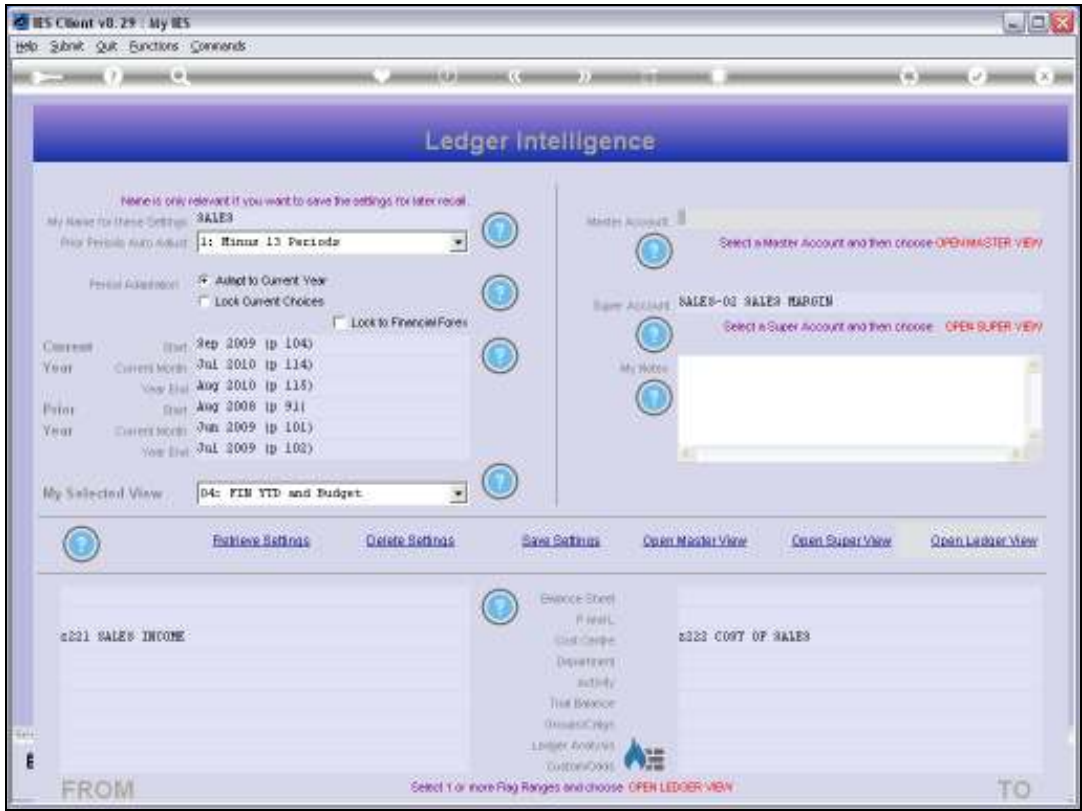 IES Client v8.29 : My IES
Help Submit Quit Functions Commands
Ledger Intelligence
Name is only relevant if you want to save the settings for later recall
My Name for these Settings SALES
Prior Periods Auto Adjust 1: Minus 13 Periods
Period Adaptation Adapt to Current Year
Lock Current Choices
Lock to Financial Forex
Current Year
Start Sep 2009 (p 104)
Current Month Jul 2010 (p 114)
Year End Aug 2010 (p 115)
Prior Year
Start Aug 2008 (p 91(
Current Month Jun 2009 (p 101)
Year End Jul 2009 (p 102)
My Selected View 04: FIN YTD and Budget
Master Account
Select a Master Account and then choose OPEN MASTER VIEW
Super Account SALES-02 SALES MARGIN
Select a Super Account and then choose OPEN SUPER VIEW
My Notes
Retrieve Settings Delete Settings Save Settings Open Master View Open Super View Open Ledger View
Balance Sheet
P and L
z221 SALES INCOME Cost Centre z222 COST OF SALES
Department
Activity
Trial Balance
Ledger Analysis
FROM Select 1 or more Flag Ranges and choose OPEN LEDGER VIEW TO